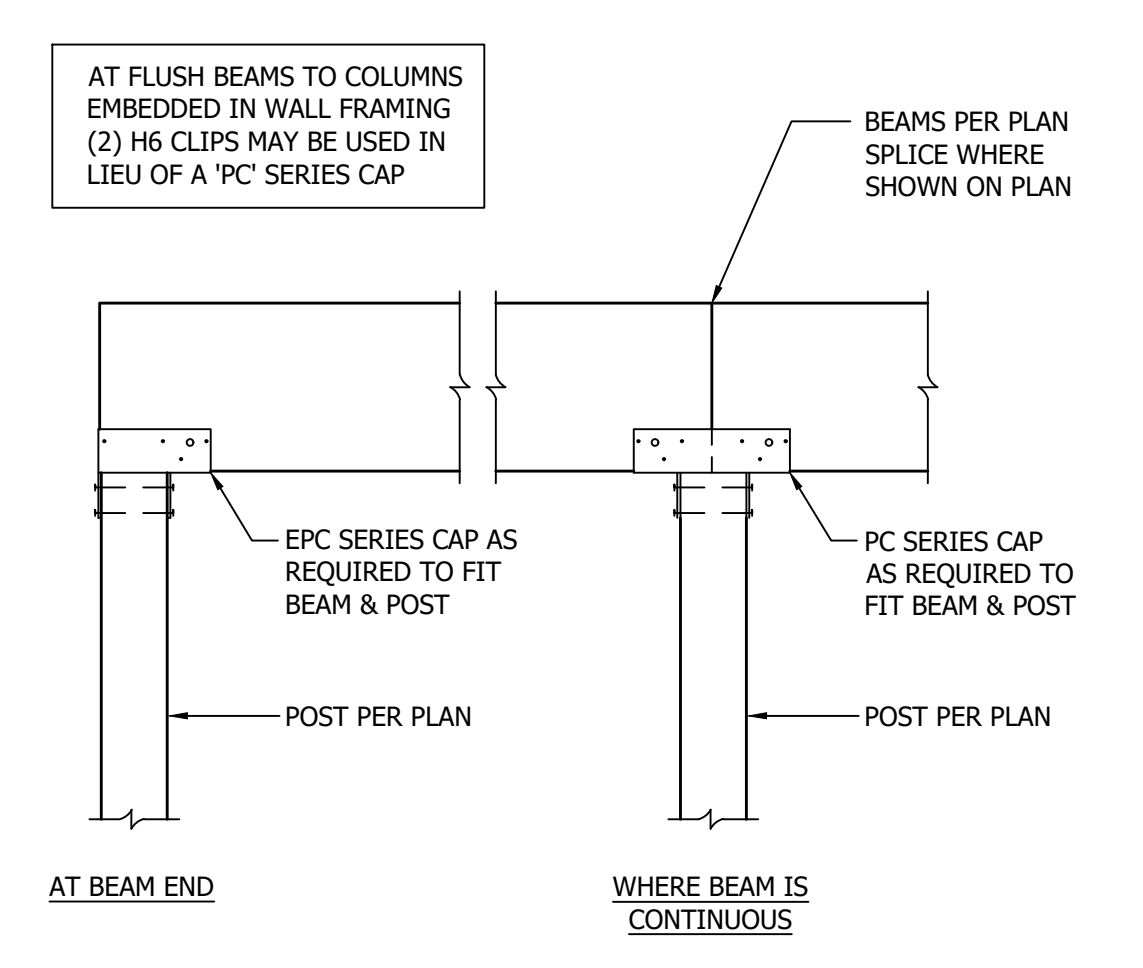 AT FLUSH BEAMS TO COLUMNS
EMBEDDED IN WALL FRAMING
(2) H6 CLIPS MAY BE USED IN
LIEU OF A 'PC' SERIES CAP
BEAMS PER PLAN
SPLICE WHERE
SHOWN ON PLAN
EPC SERIES CAP AS
REQUIRED TO FIT
BEAM & POST
PC SERIES CAP
AS REQUIRED TO
FIT BEAM & POST
POST PER PLAN
POST PER PLAN
AT BEAM END
WHERE BEAM IS
CONTINUOUS